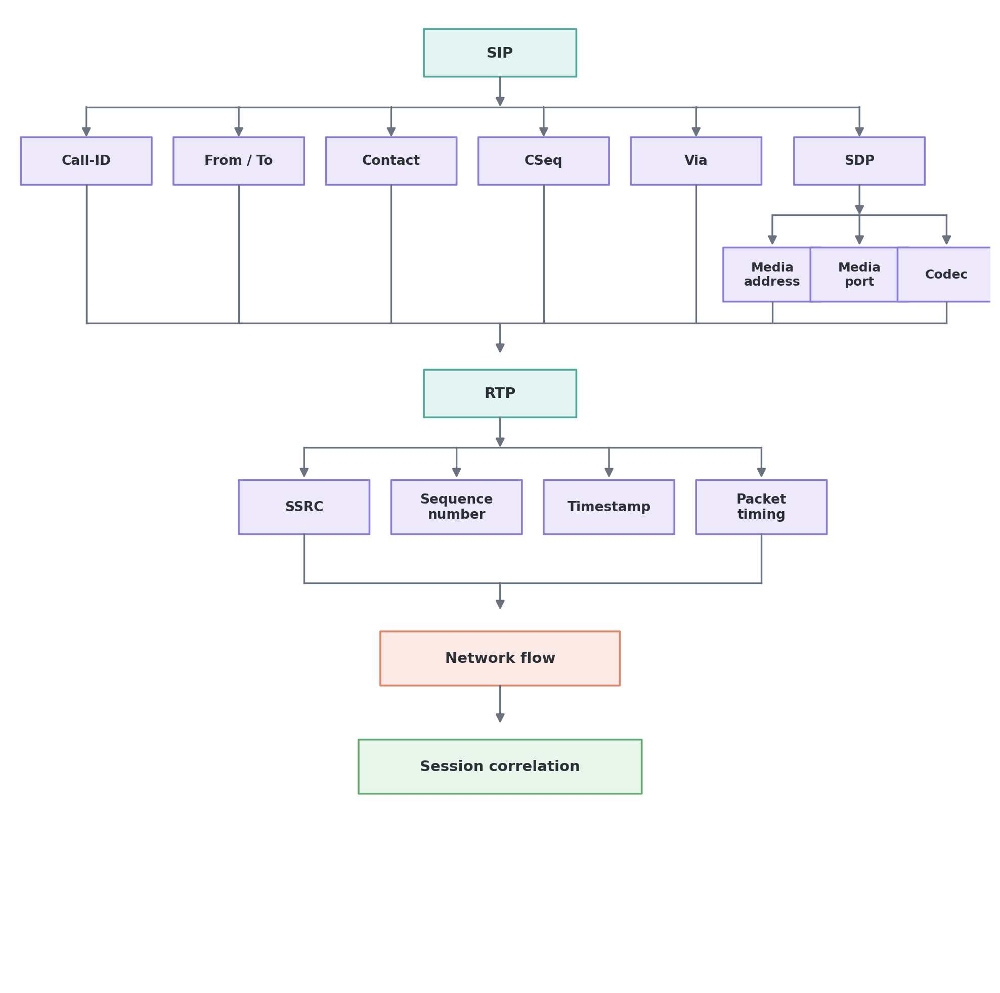 SIP
Call-ID
From / To
Contact
CSeq
Via
SDP
Media
address
Media
port
Codec
RTP
SSRC
Sequence
number
Timestamp
Packet
timing
Network flow
Session correlation